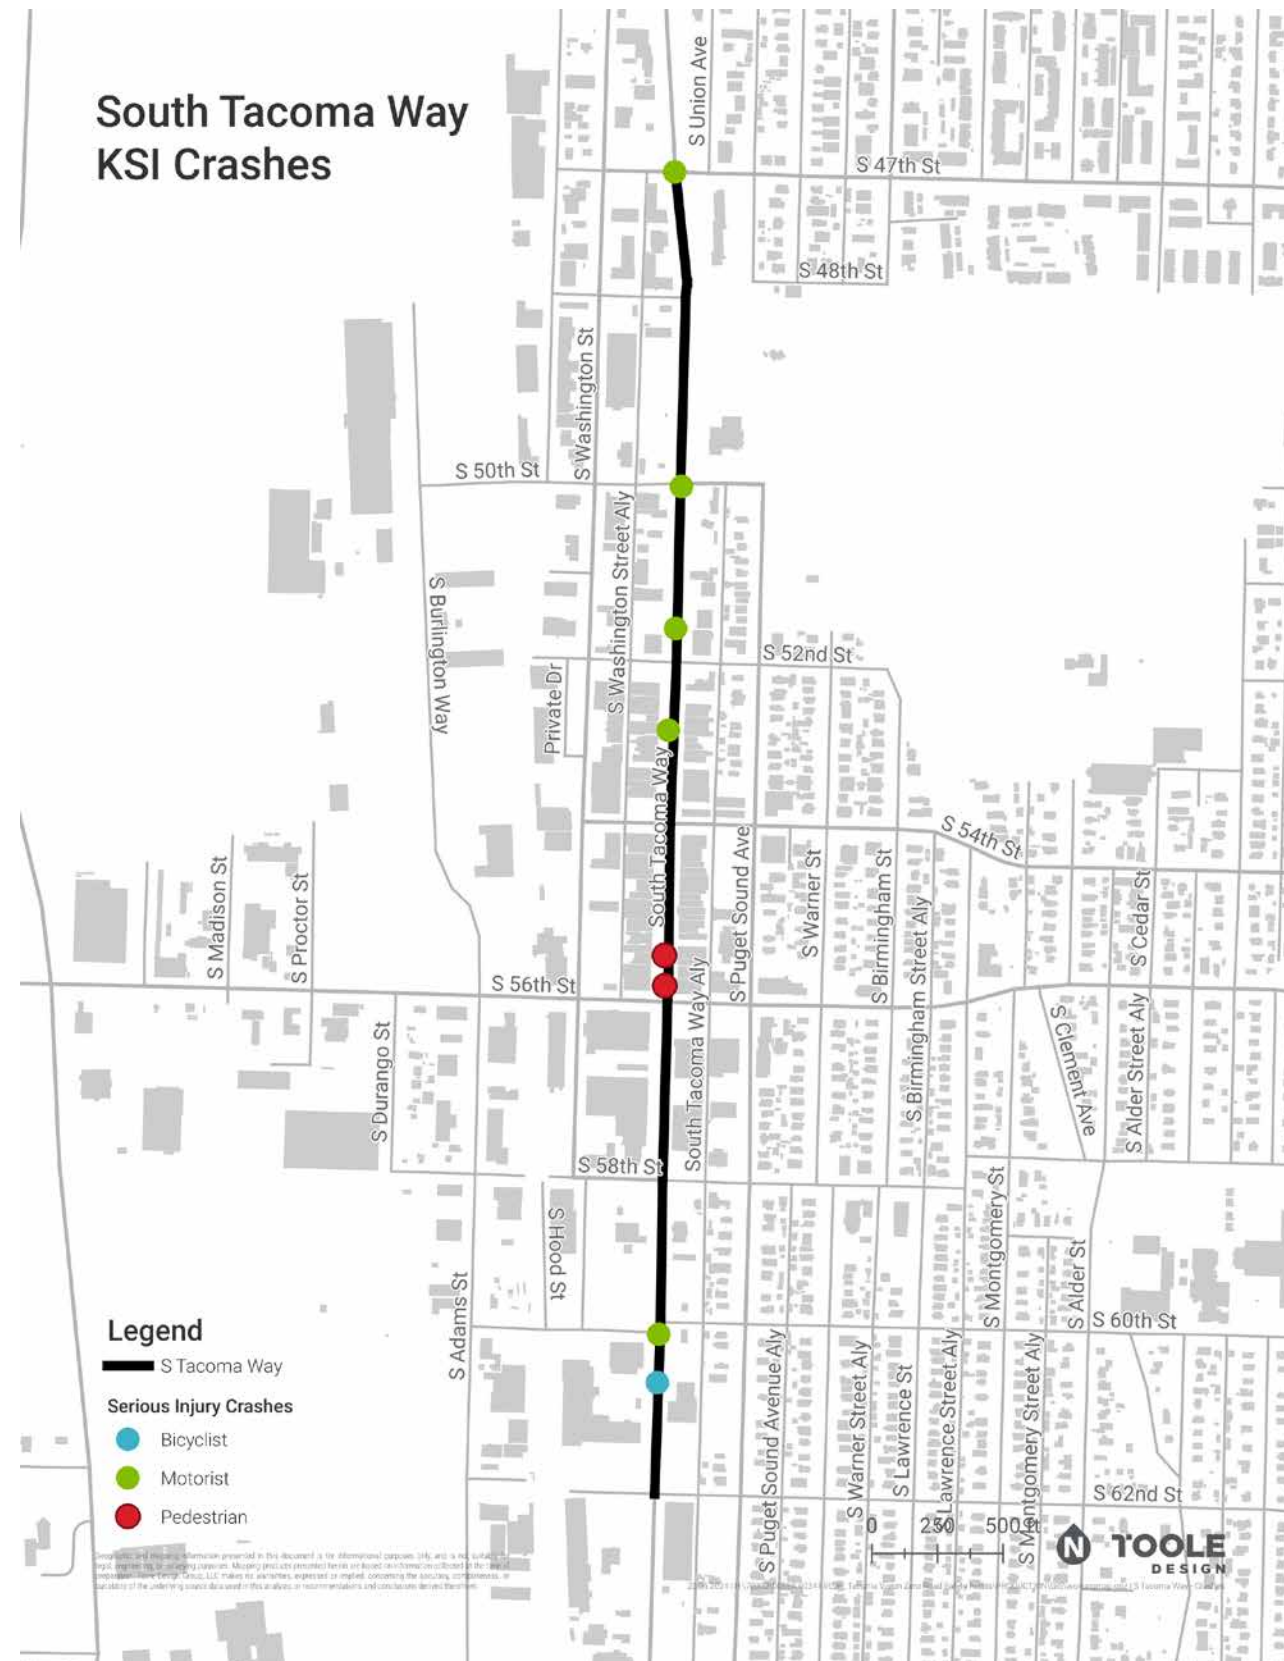 South Tacoma Way
KSI Crashes
S Union Ave
S 47th St
S 48th St
S Washington St
S 50th St
S Washington Street Aly
S Burlington Way
S 52nd St
Private Dr
South Tacoma Way
S 54th St
S Puget Sound Ave
S Warner St
S Birmingham St
S Madison St
S Proctor St
S Cedar St
S Birmingham Street Aly
S 56th St
South Tacoma Way Aly
S Durango St
S Clement Ave
S Alder Street Aly
S 58th St
S Hood St
S Montgomery St
S Alder St
S Adams St
S 60th St
S Puget Sound Avenue Aly
S Warner Street Aly
S Lawrence St
Lawrence Street Aly
S Montgomery Street Aly
S 62nd St
Legend
S Tacoma Way
Serious Injury Crashes
Bicyclist
Motorist
Pedestrian
0 250 500 ft
N
TOOLE
DESIGN